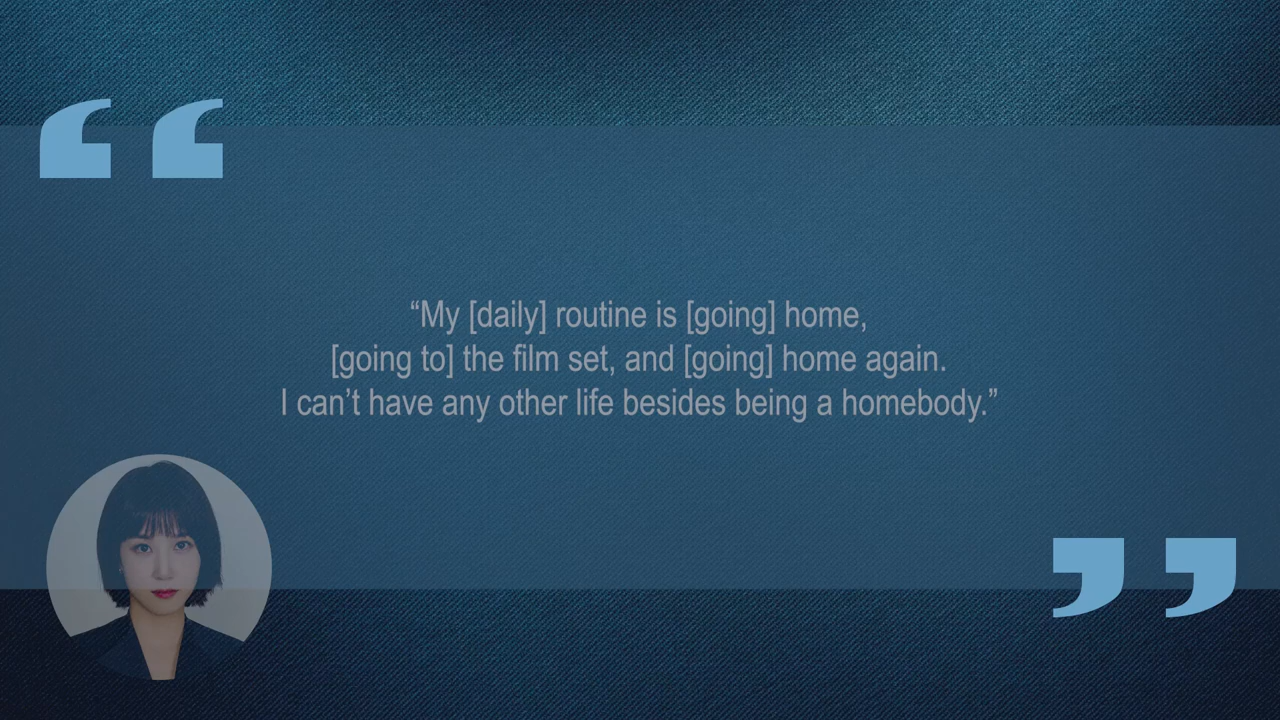 “My [daily] routine is [going] home,
[going to] the film set, and [going] home again.
I can’t have any other life besides being a homebody.”